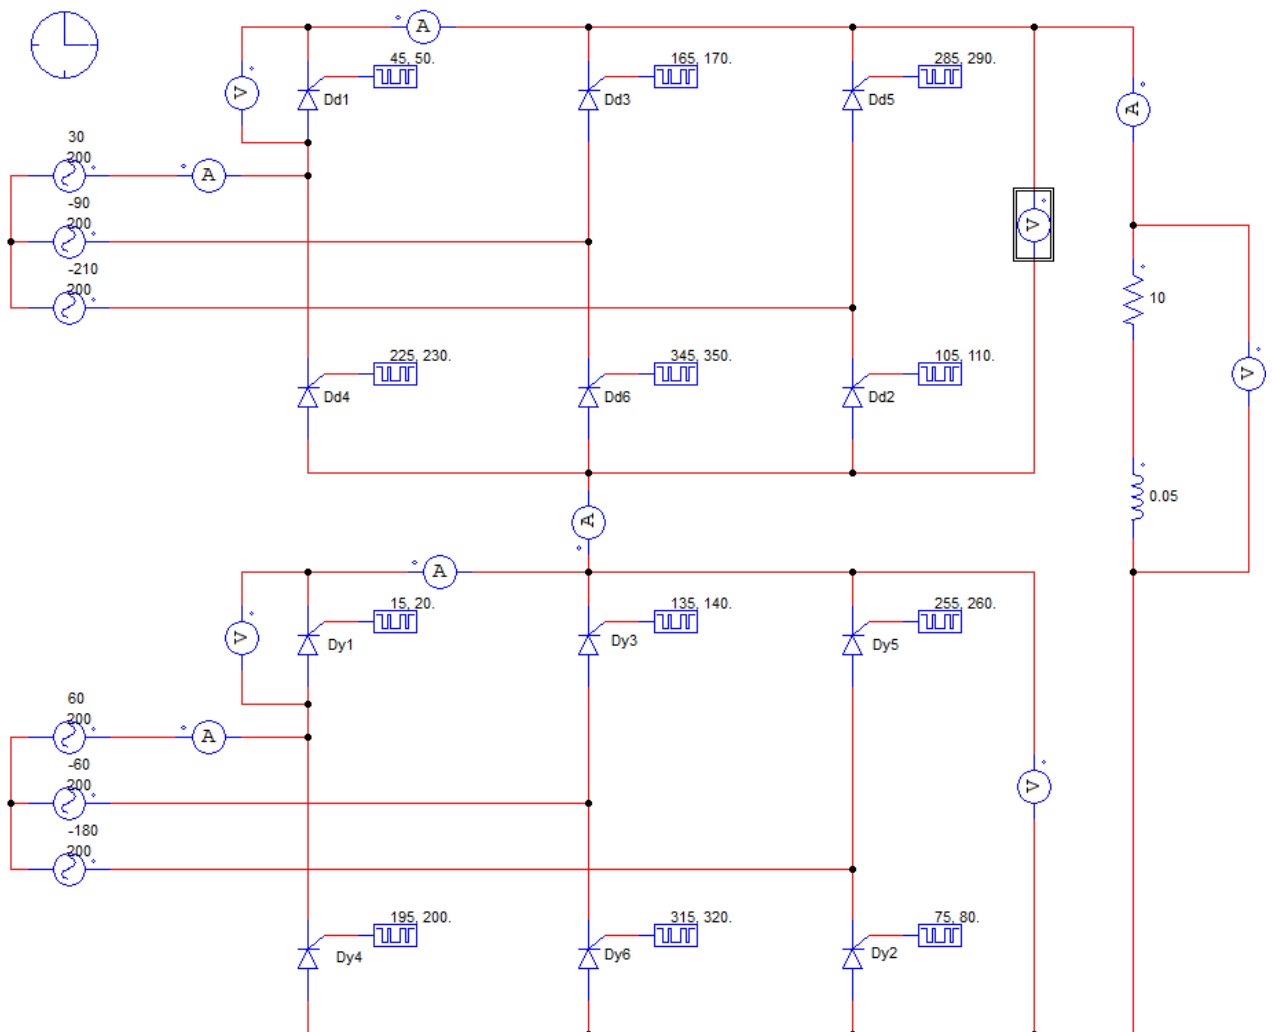 A
45, 50.
165, 170.
285, 290.
V
Dd1
Dd3
Dd5
A
30
200
A
-90
200
V
-210
200
10
225, 230.
345, 350.
105, 110.
V
Dd4
Dd6
Dd2
0.05
A
A
15, 20.
135, 140.
255, 260.
V
Dy1
Dy3
Dy5
60
200
A
-60
200
V
-180
200
195, 200.
315, 320.
75, 80.
Dy4
Dy6
Dy2